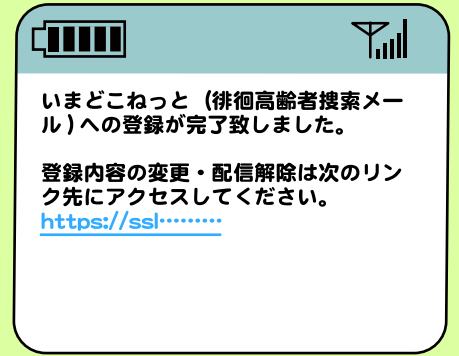 いまどこねっと（徘徊高齢者捜索メー
ル）への登録が完了致しました。
登録内容の変更・配信解除は次のリン
ク先にアクセスしてください。
https://ssl………